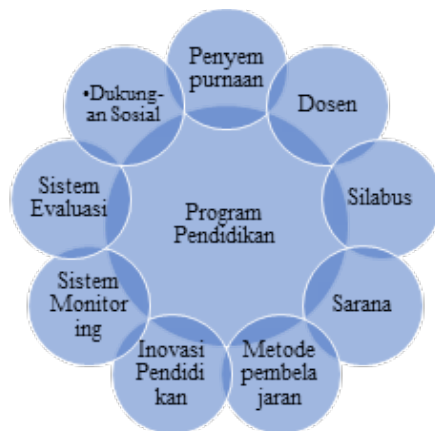 Penyem
purnaan
Dosen
Silabus
Sarana
Metode
pembela
jaran
Inovasi
Pendidi
kan
Sistem
Monitor
ing
Sistem
Evaluasi
•Dukung-
an Sosial
Program
Pendidikan